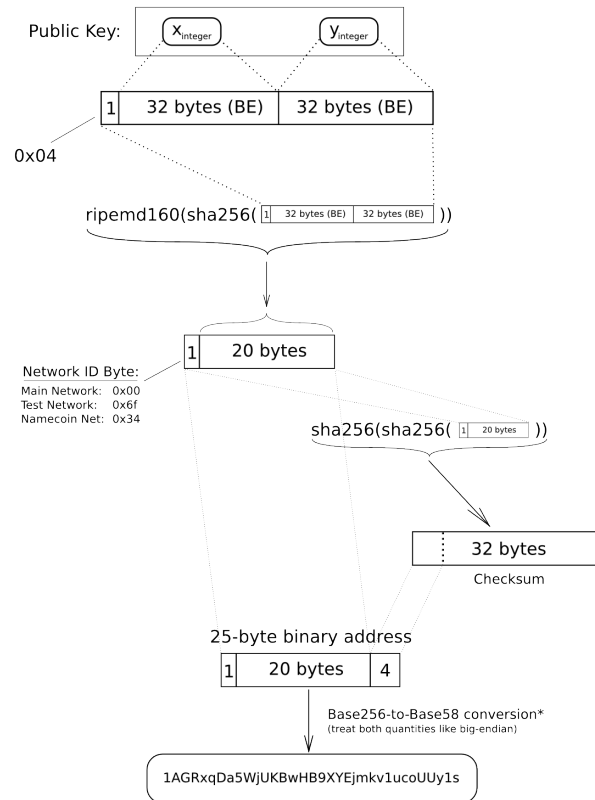 Public Key:
x integer
y integer
1 32 bytes (BE) 32 bytes (BE)
0x04
ripemd160(sha256( 1 32 bytes (BE) 32 bytes (BE) ))
1 20 bytes
Network ID Byte:
Main Network: 0x00
Test Network: 0x6f
Namecoin Net: 0x34
sha256(sha256( 1 20 bytes ))
32 bytes
Checksum
25-byte binary address
1 20 bytes 4
Base256-to-Base58 conversion*
(treat both quantities like big-endian)
1AGRxqDa5WjUKBwHB9XYEjmkv1ucoUUy1s